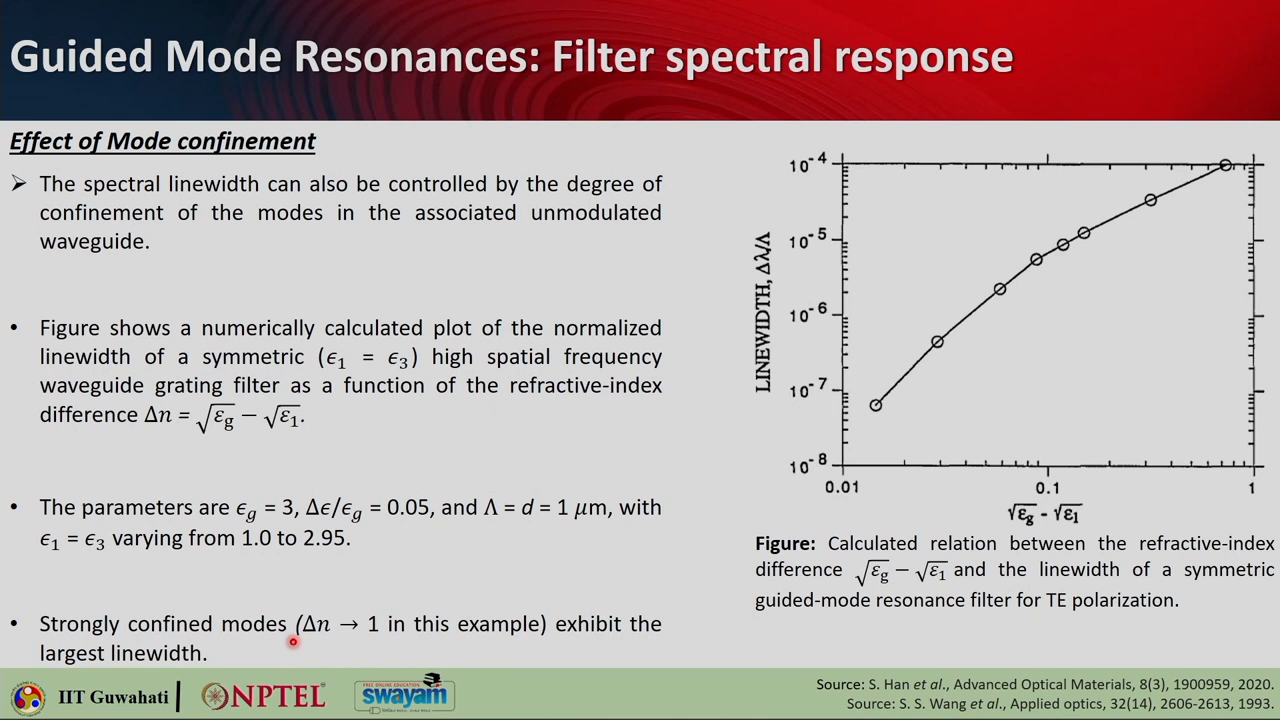 Guided Mode Resonances: Filter spectral response
Effect of Mode confinement
➢ The spectral linewidth can also be controlled by the degree of
confinement of the modes in the associated unmodulated
waveguide.
• Figure shows a numerically calculated plot of the normalized
linewidth of a symmetric (ϵ₁ = ϵ₃) high spatial frequency
waveguide grating filter as a function of the refractive-index
difference Δn = √ε_g − √ε₁.
• The parameters are ϵ_g = 3, Δϵ/ϵ_g = 0.05, and Λ = d = 1 μm, with
ϵ₁ = ϵ₃ varying from 1.0 to 2.95.
• Strongly confined modes (Δn → 1 in this example) exhibit the
largest linewidth.
LINEWIDTH, Δλ/Λ
10⁻⁴
10⁻⁵
10⁻⁶
10⁻⁷
10⁻⁸
0.01 0.1 1
√ε_g - √ε₁
Figure: Calculated relation between the refractive-index
difference √ε_g − √ε₁ and the linewidth of a symmetric
guided-mode resonance filter for TE polarization.
IIT Guwahati
NPTEL
FREE ONLINE EDUCATION
swayam
Source: S. Han et al., Advanced Optical Materials, 8(3), 1900959, 2020.
Source: S. S. Wang et al., Applied optics, 32(14), 2606-2613, 1993.